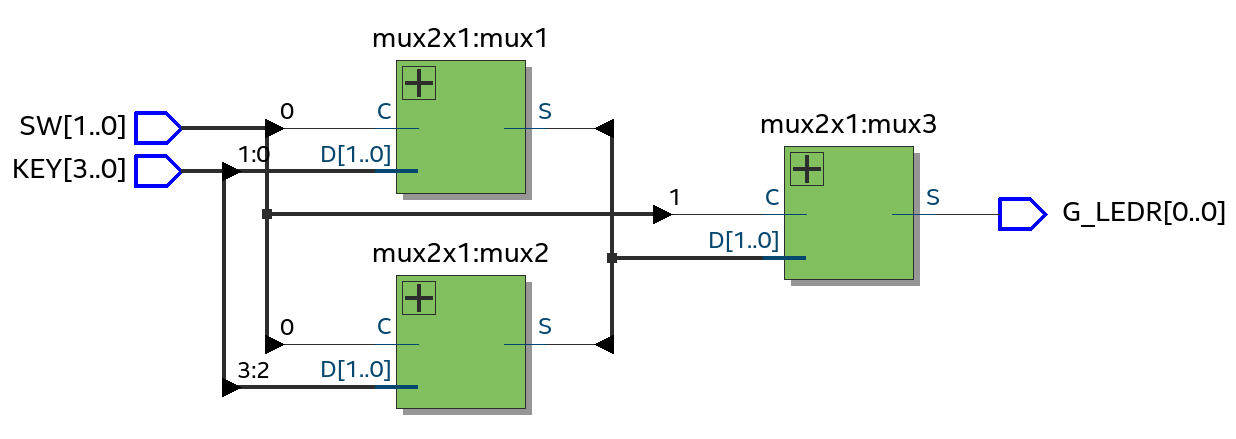 mux2x1:mux1
SW[1..0]
0
C
S
KEY[3..0]
1:0
D[1..0]
mux2x1:mux3
1
C
S
G_LEDR[0..0]
D[1..0]
mux2x1:mux2
0
C
S
3:2
D[1..0]